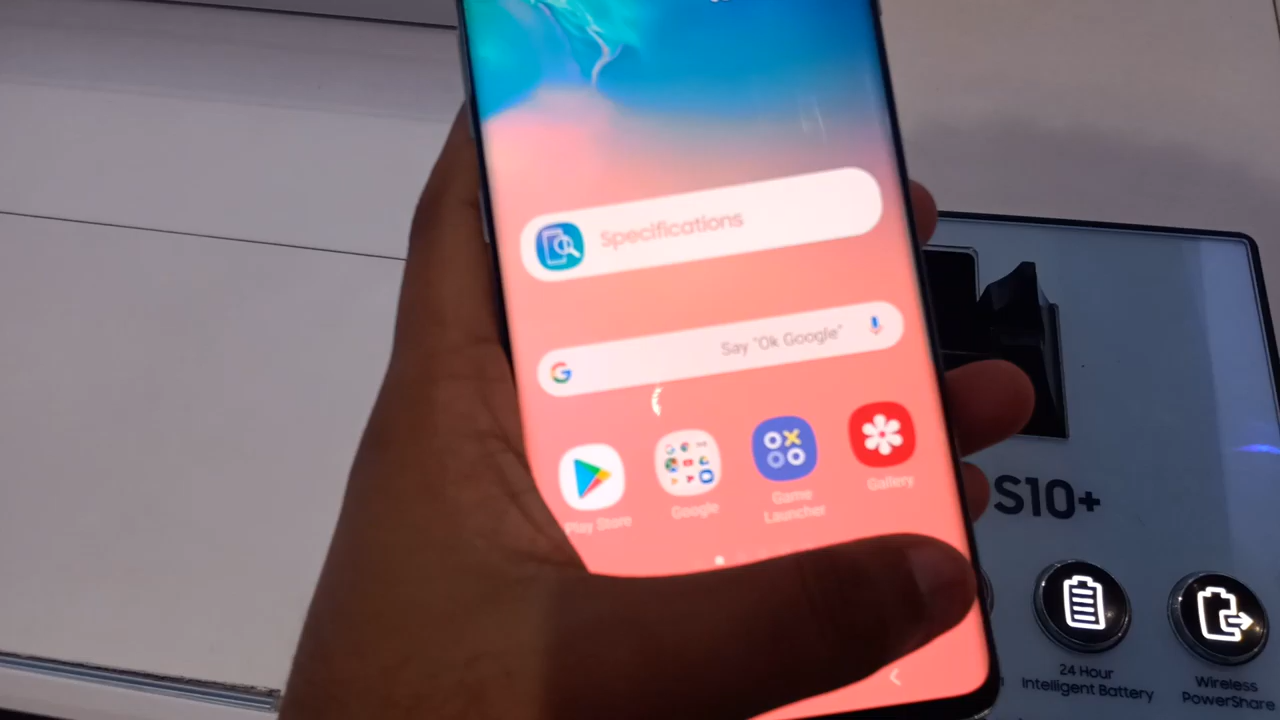 Specifications
G
Say "Ok Google"
Play Store
Google
Game
Launcher
Gallery
S10+
24 Hour
Intelligent Battery
Wireless
PowerShare